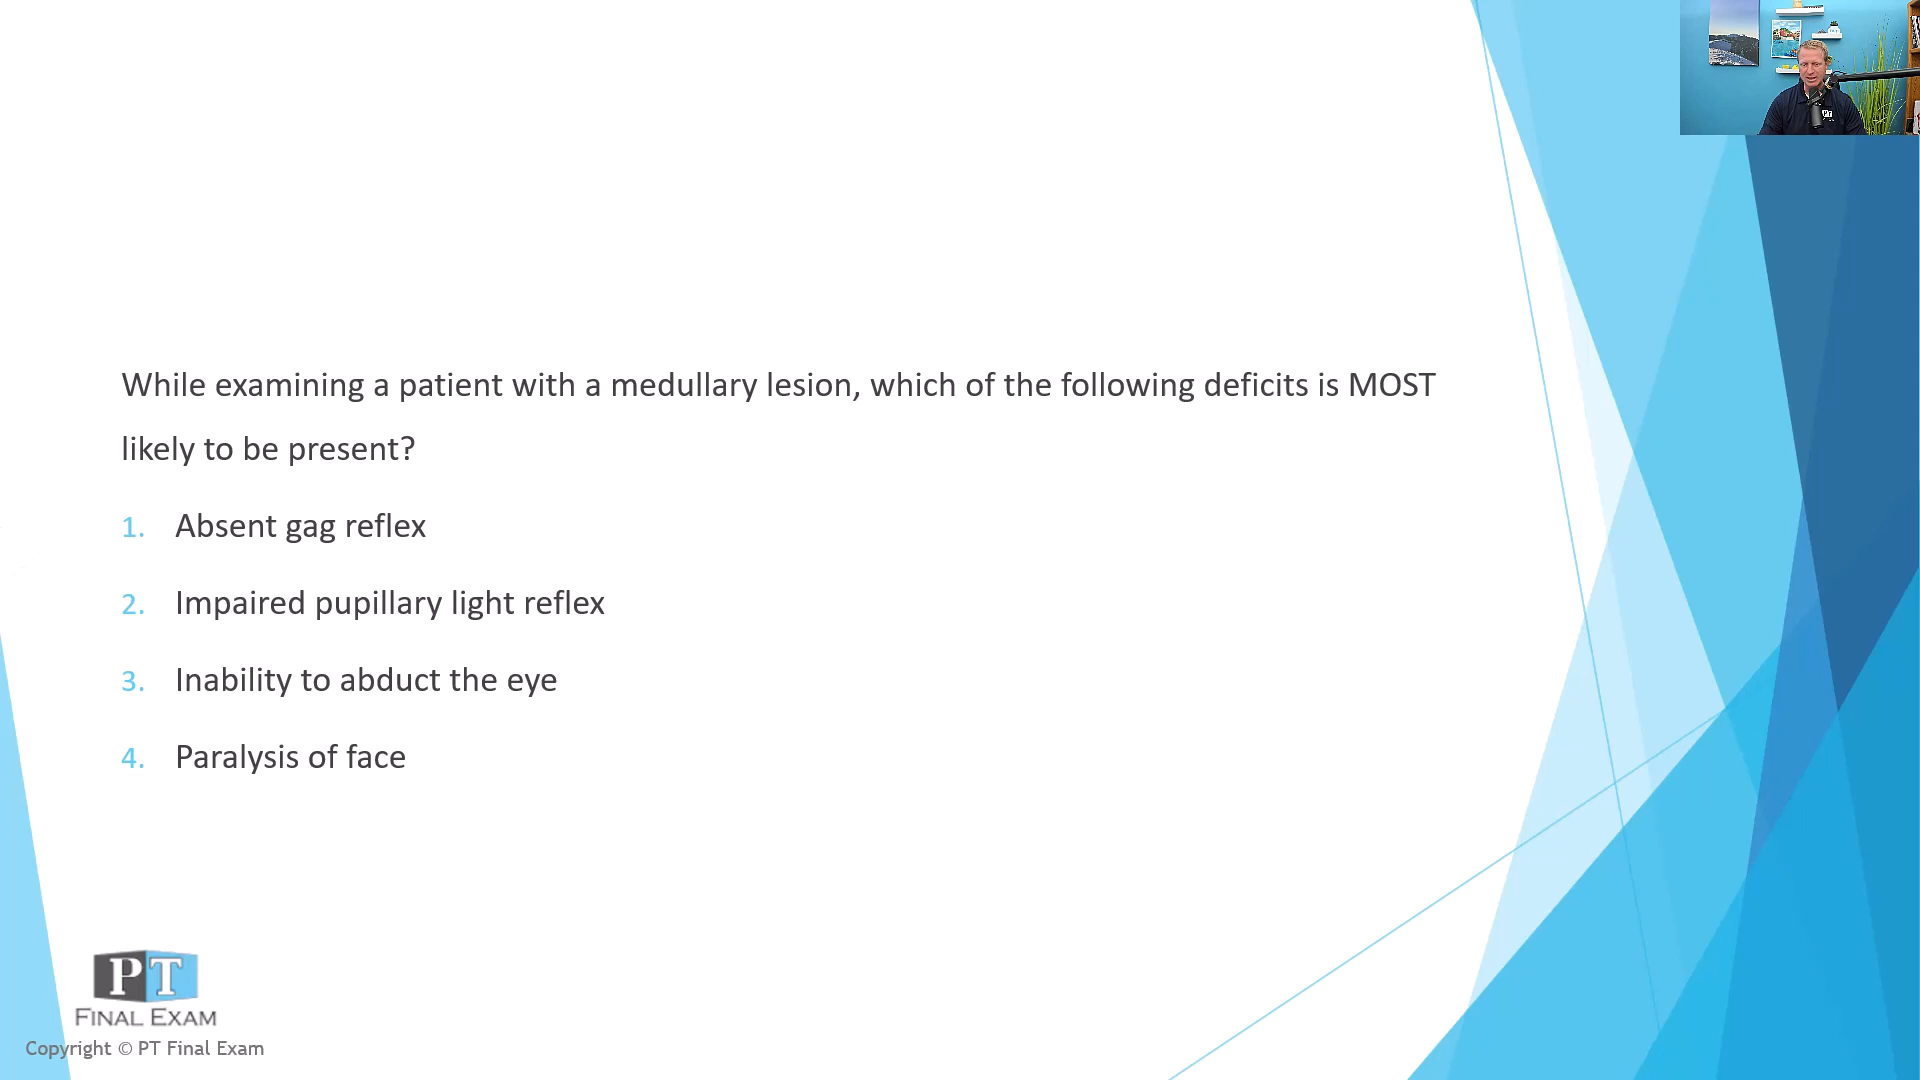 While examining a patient with a medullary lesion, which of the following deficits is MOST
likely to be present?
1. Absent gag reflex
2. Impaired pupillary light reflex
3. Inability to abduct the eye
4. Paralysis of face
PT
FINAL EXAM
Copyright © PT Final Exam
PT